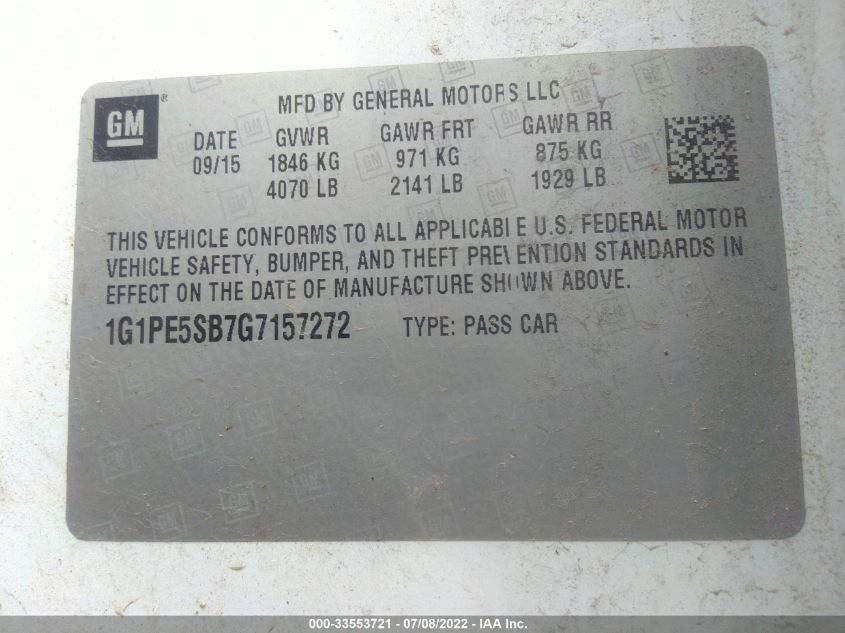 GM ®
MFD BY GENERAL MOTORS LLC
DATE GVWR GAWR FRT GAWR RR
09/15 1846 KG 971 KG 875 KG
4070 LB 2141 LB 1929 LB
THIS VEHICLE CONFORMS TO ALL APPLICABLE U.S. FEDERAL MOTOR
VEHICLE SAFETY, BUMPER, AND THEFT PREVENTION STANDARDS IN
EFFECT ON THE DATE OF MANUFACTURE SHOWN ABOVE.
1G1PE5SB7G7157272 TYPE: PASS CAR
000-33553721 - 07/08/2022 - IAA Inc.